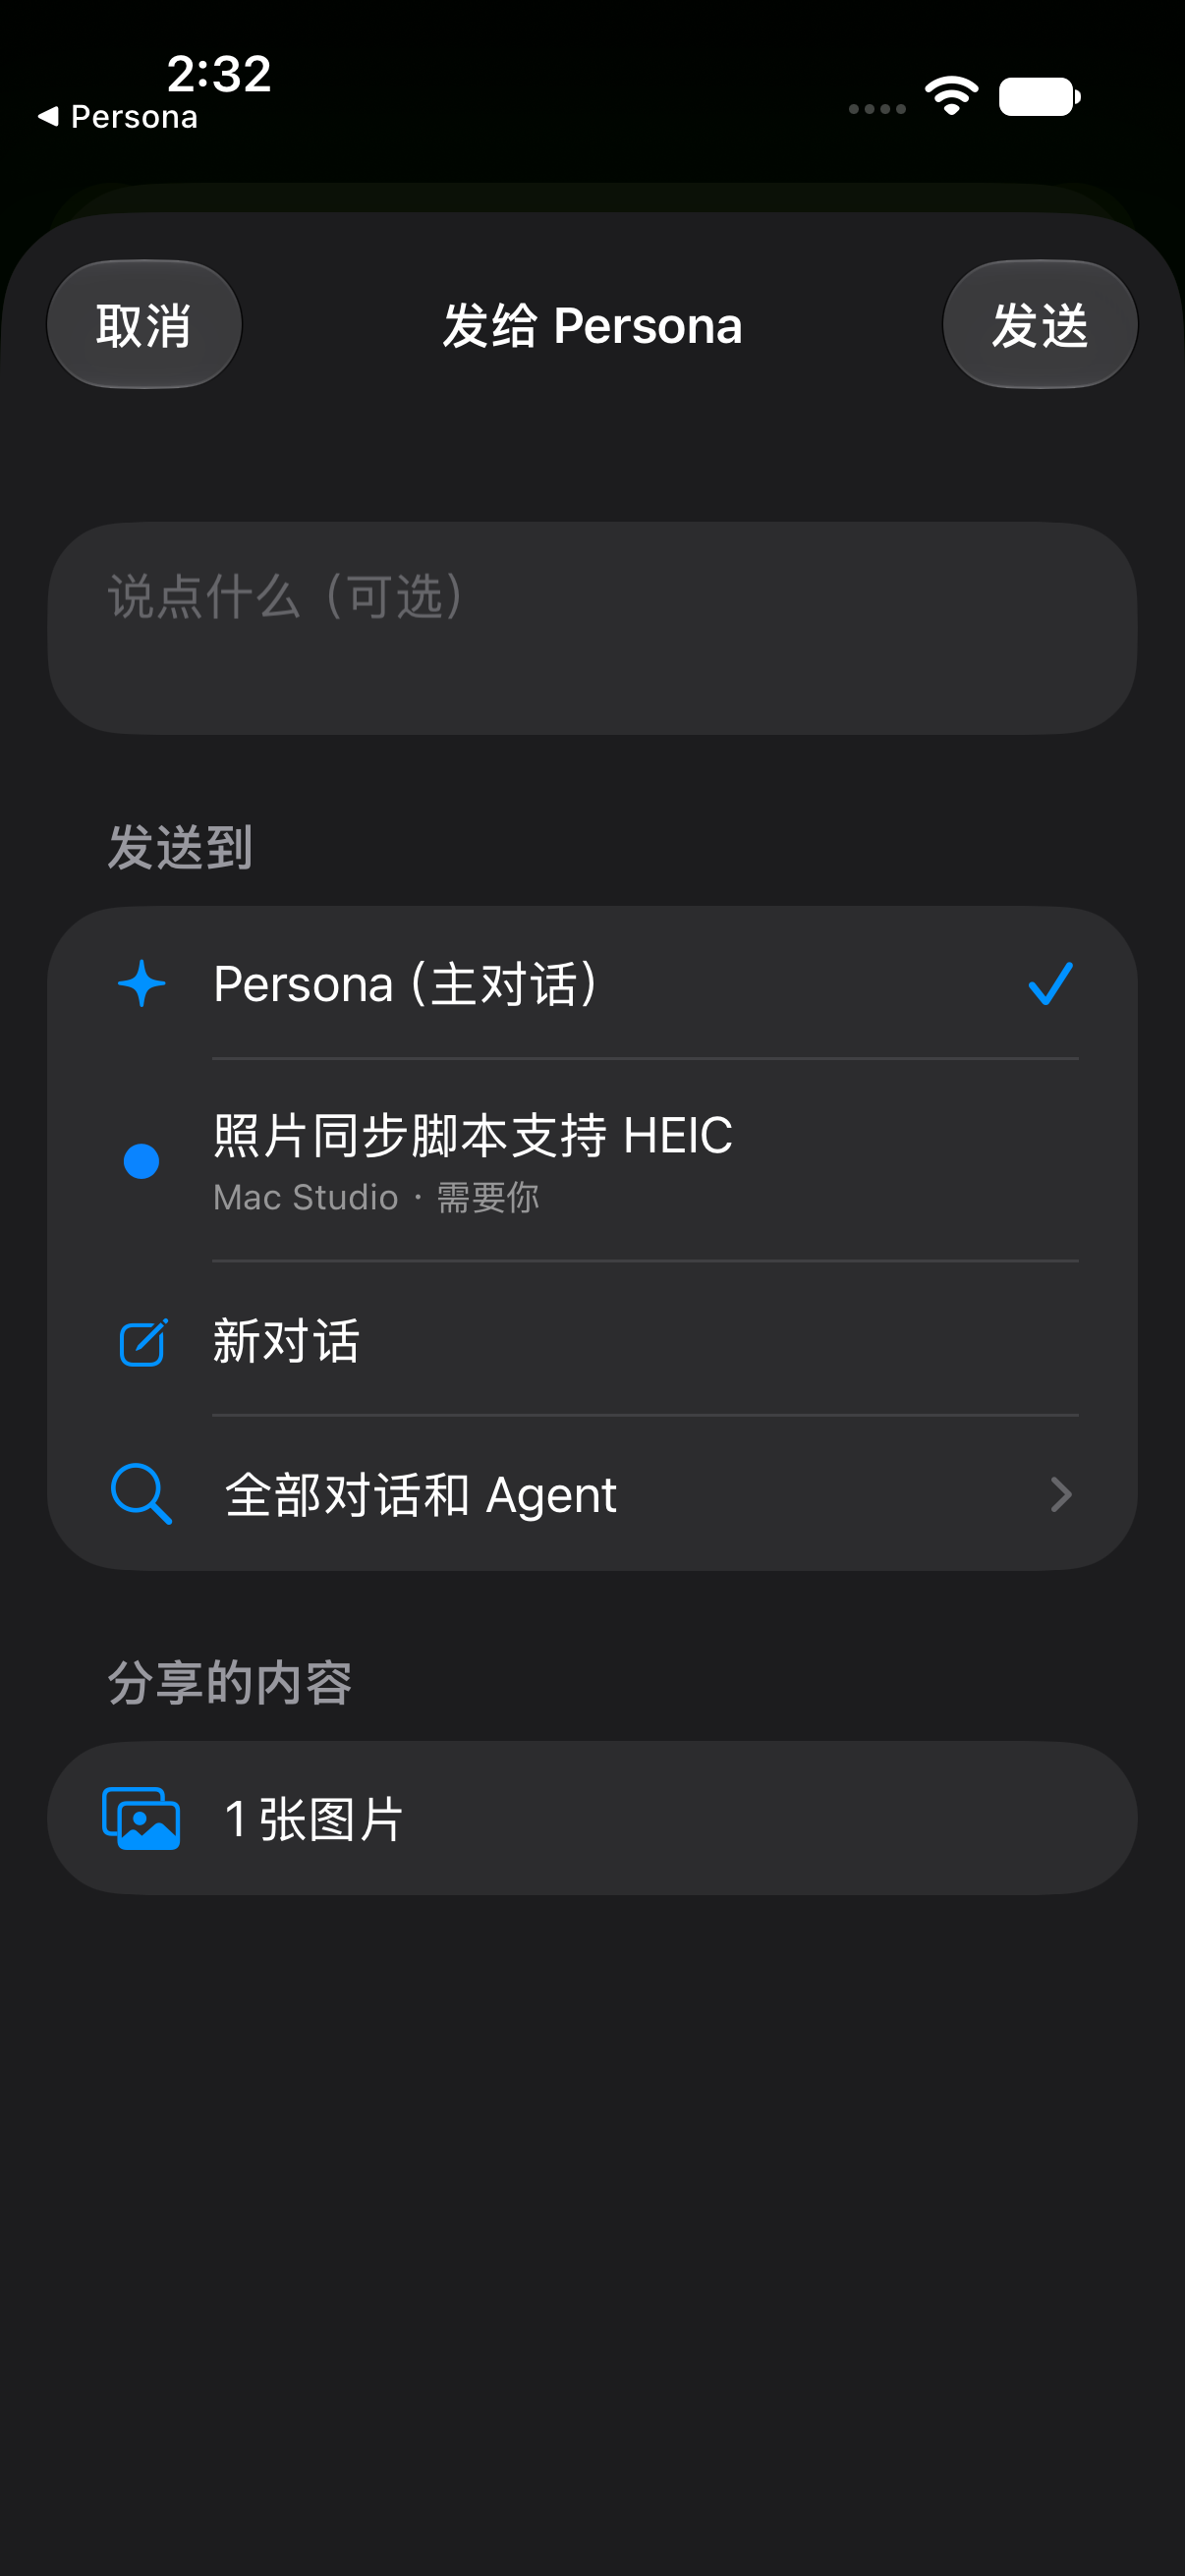 2:32
Persona
取消
发给 Persona
发送
说点什么（可选）
发送到
Persona（主对话）
照片同步脚本支持 HEIC
Mac Studio · 需要你
新对话
全部对话和 Agent
分享的内容
1 张图片